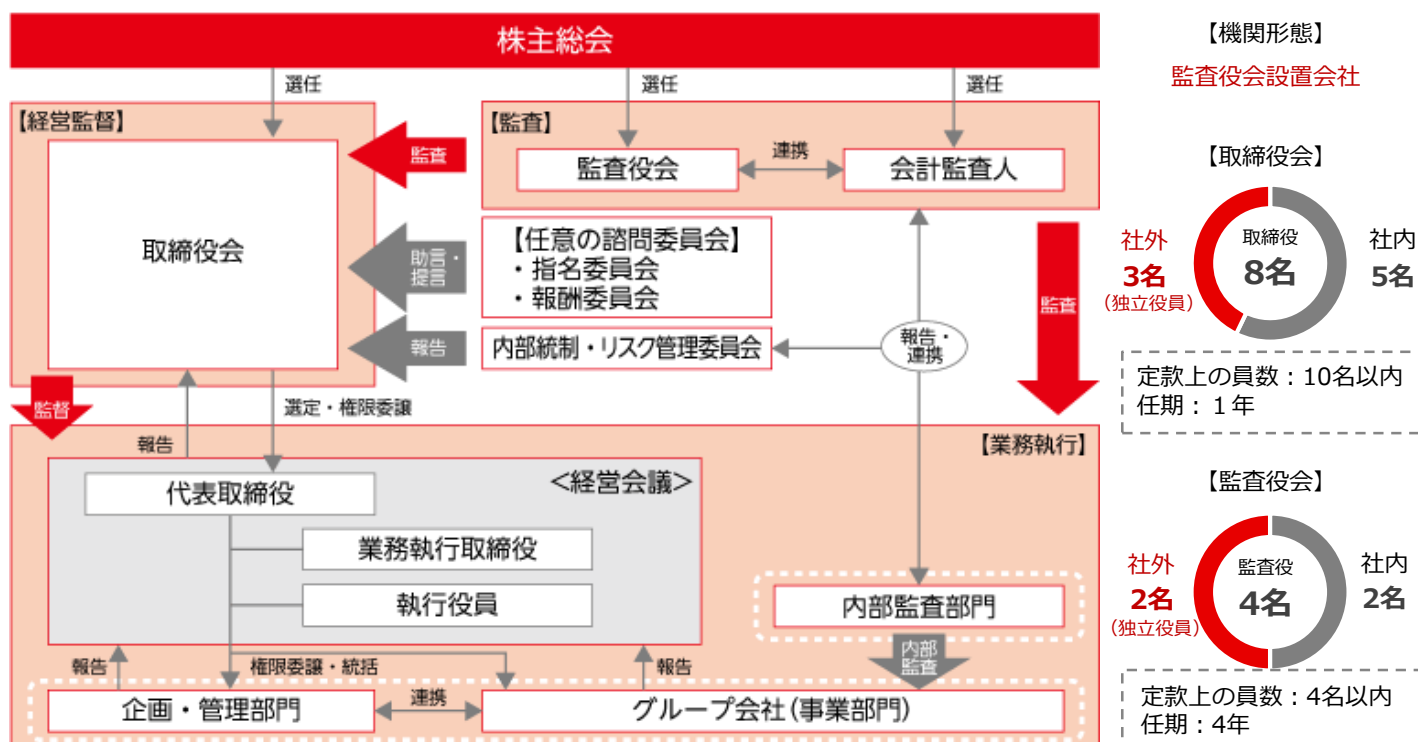 株主総会
選任
選任
選任
【経営監督】
取締役会
監査
助言・
提言
報告
【監査】
監査役会
連携
会計監査人
【任意の諮問委員会】
・指名委員会
・報酬委員会
内部統制・リスク管理委員会
報告・
連携
監査
監督
報告
選定・権限委譲
【業務執行】
<経営会議>
代表取締役
業務執行取締役
執行役員
内部監査部門
内部
監査
報告
権限委譲・統括
報告
企画・管理部門
連携
グループ会社(事業部門)
【機関形態】
監査役会設置会社
【取締役会】
社外
3名
(独立役員)
取締役
8名
社内
5名
定款上の員数:10名以内
任期:1年
【監査役会】
社外
2名
(独立役員)
監査役
4名
社内
2名
定款上の員数:4名以内
任期:4年